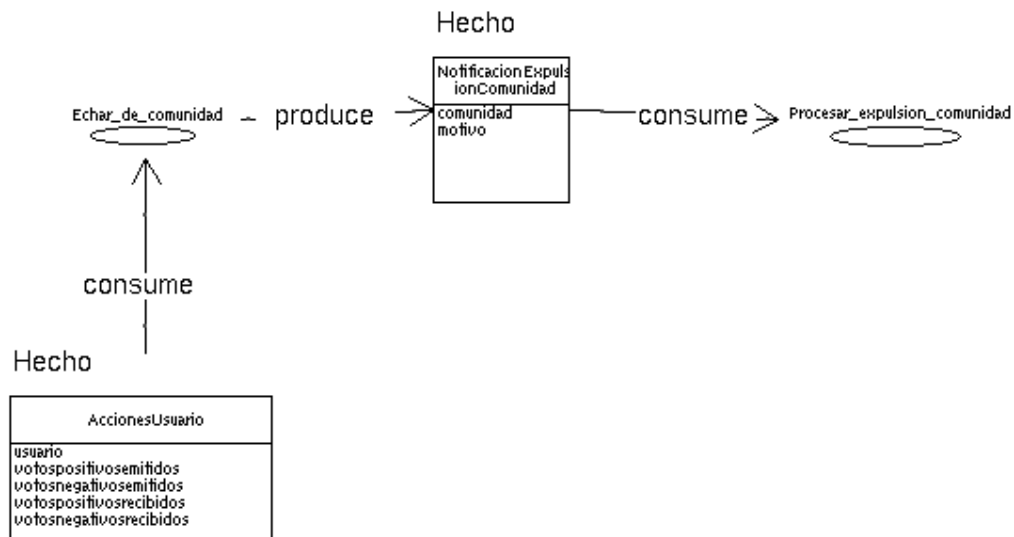 Hecho
NotificacionExpuls
ionComunidad
comunidad
motivo
Echar_de_comunidad
produce
consume
Procesar_expulsion_comunidad
consume
Hecho
AccionesUsuario
usuario
votospositivosemitidos
votosnegativosemitidos
votospositivosrecibidos
votosnegativosrecibidos